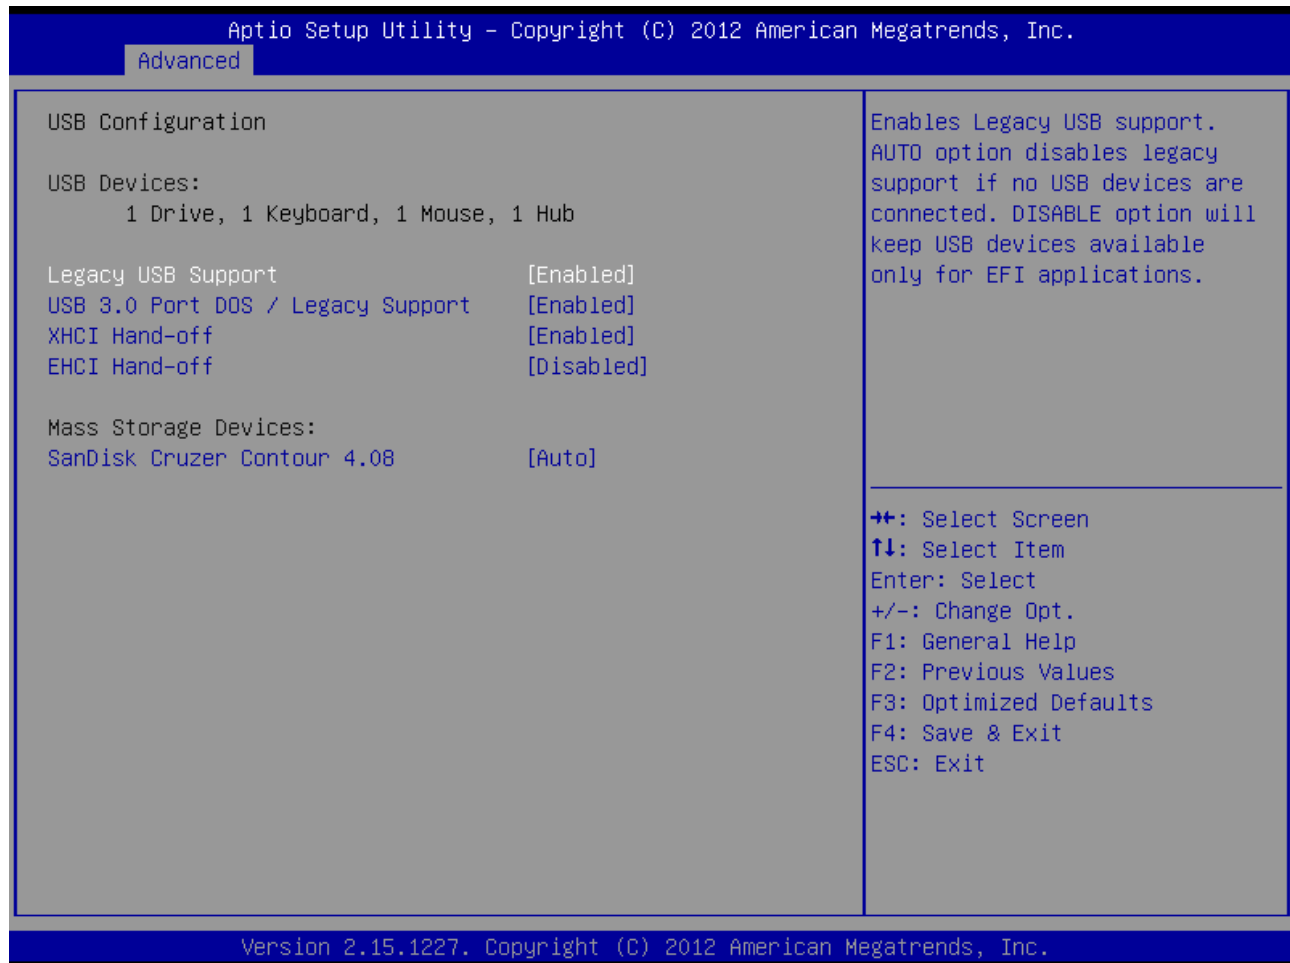 Aptio Setup Utility – Copyright (C) 2012 American Megatrends, Inc.
Advanced
USB Configuration
USB Devices:
1 Drive, 1 Keyboard, 1 Mouse, 1 Hub
Legacy USB Support [Enabled]
USB 3.0 Port DOS / Legacy Support [Enabled]
XHCI Hand-off [Enabled]
EHCI Hand-off [Disabled]
Mass Storage Devices:
SanDisk Cruzer Contour 4.08 [Auto]
Enables Legacy USB support.
AUTO option disables legacy
support if no USB devices are
connected. DISABLE option will
keep USB devices available
only for EFI applications.
→←: Select Screen
↑↓: Select Item
Enter: Select
+/-: Change Opt.
F1: General Help
F2: Previous Values
F3: Optimized Defaults
F4: Save & Exit
ESC: Exit
Version 2.15.1227. Copyright (C) 2012 American Megatrends, Inc.